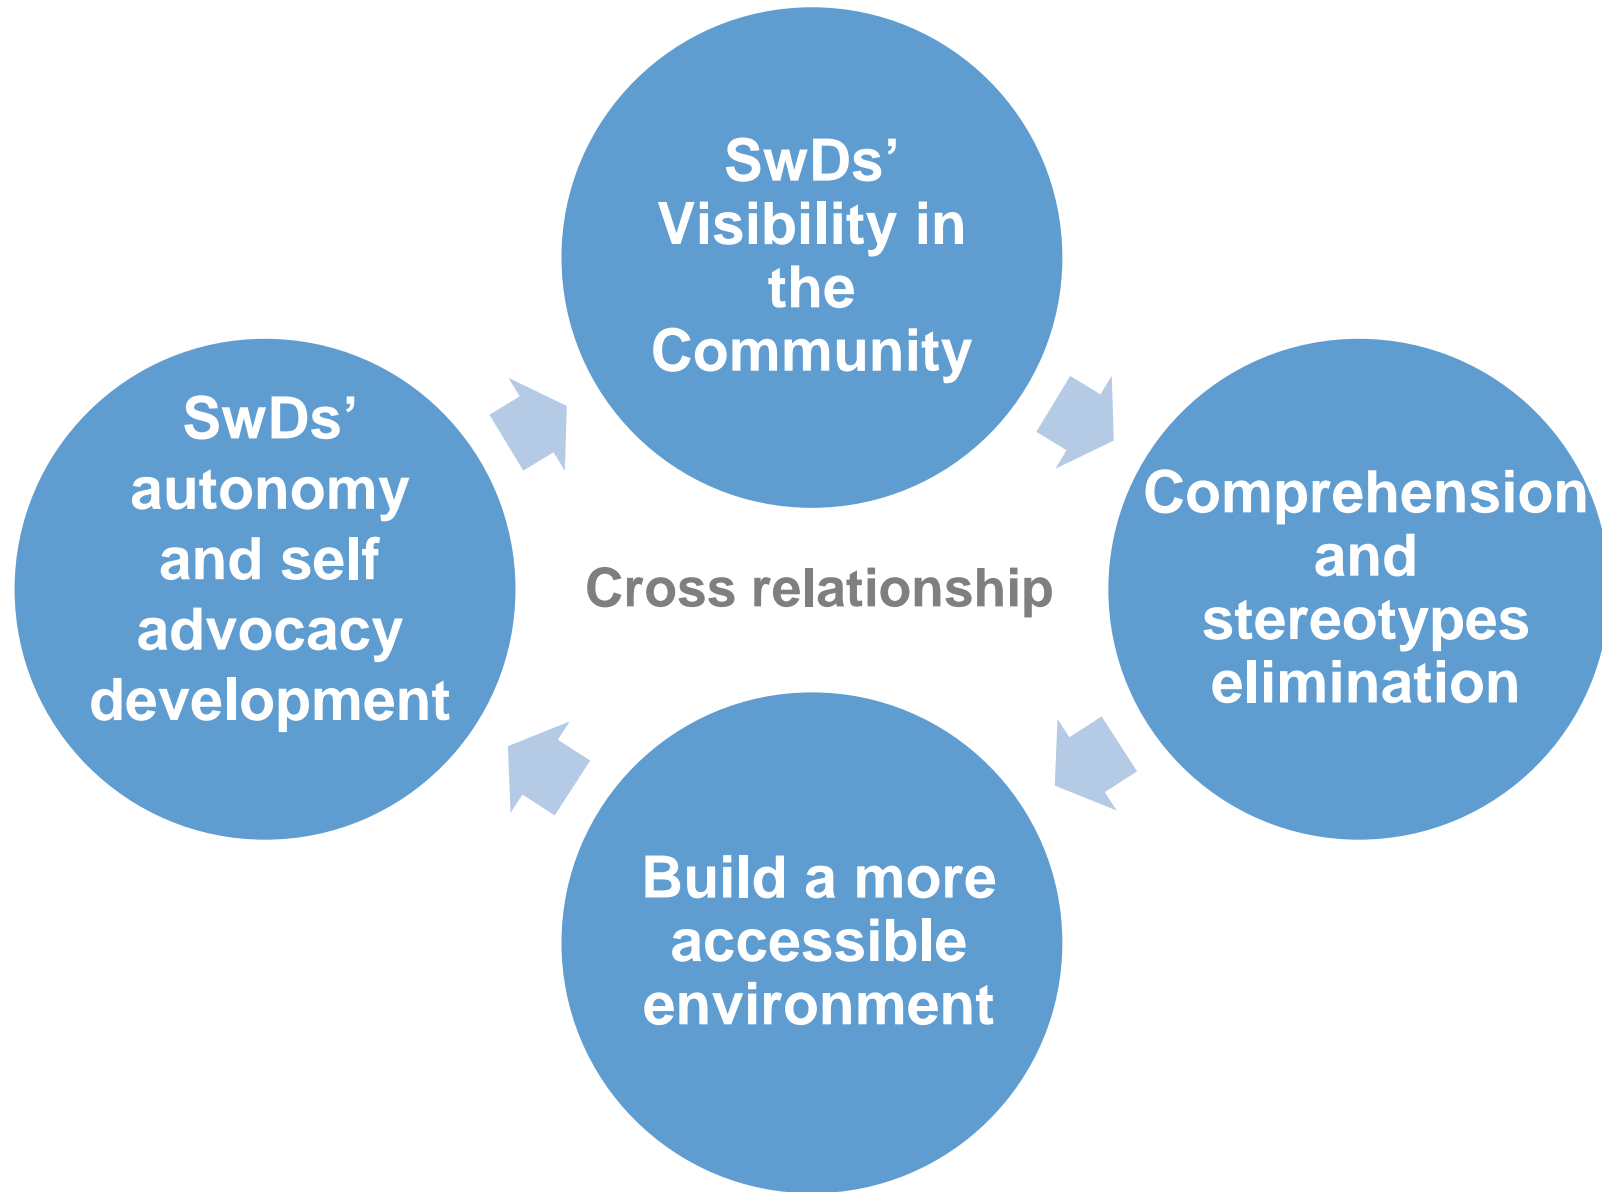 SwDs’
Visibility in
the
Community
SwDs’
autonomy
and self
advocacy
development
Cross relationship
Comprehension
and
stereotypes
elimination
Build a more
accessible
environment